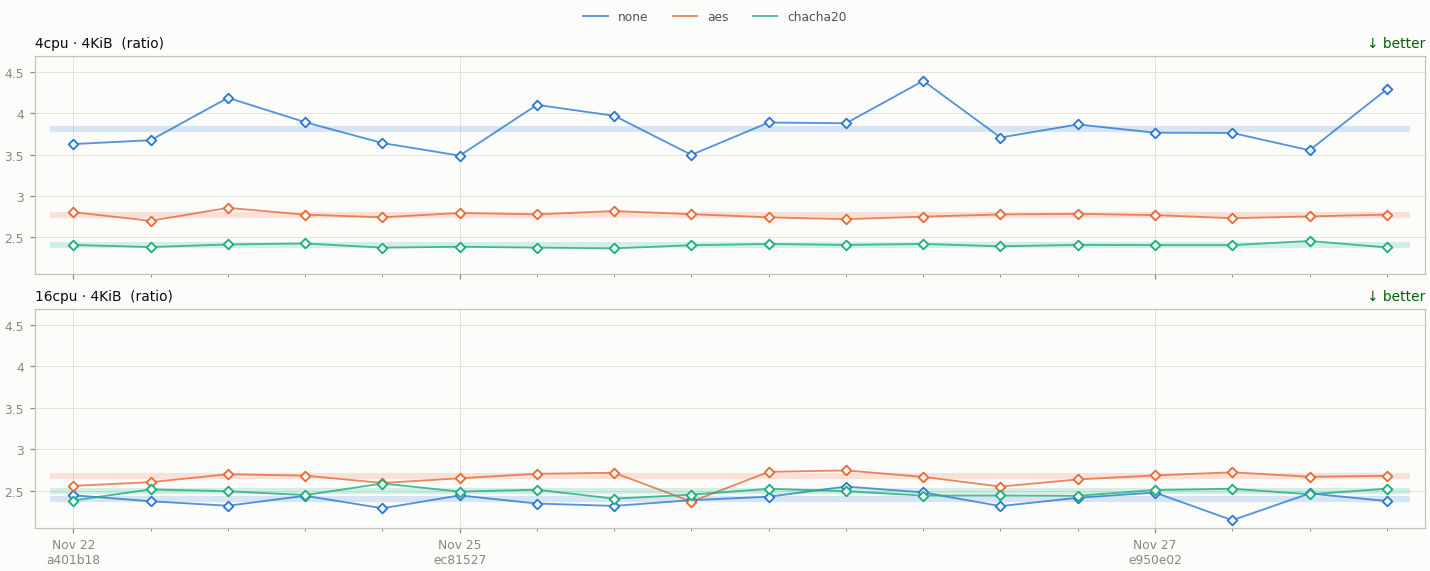 none aes chacha20
4cpu · 4KiB (ratio) ↓ better
4.5
4
3.5
3
2.5
16cpu · 4KiB (ratio) ↓ better
4.5
4
3.5
3
2.5
Nov 22 Nov 25 Nov 27
a401b18 ec81527 e950e02